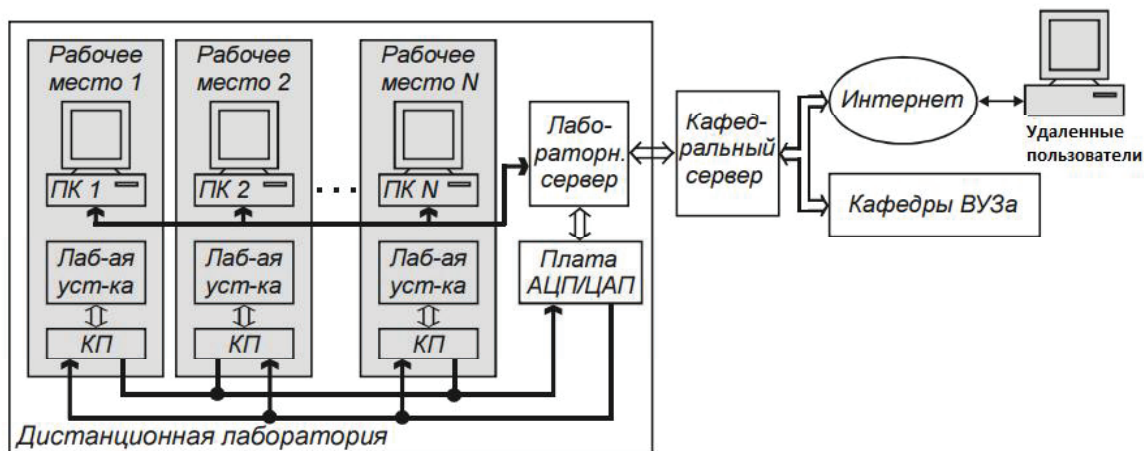 Рабочее
место 1
ПК 1
Лаб-ая
уст-ка
КП
Рабочее
место 2
ПК 2
Лаб-ая
уст-ка
КП
Рабочее
место N
ПК N
Лаб-ая
уст-ка
КП
Лабо-
раторн.
сервер
Плата
АЦП/ЦАП
Дистанционная лаборатория
Кафед-
ральный
сервер
Интернет
Удаленные
пользователи
Кафедры ВУЗа